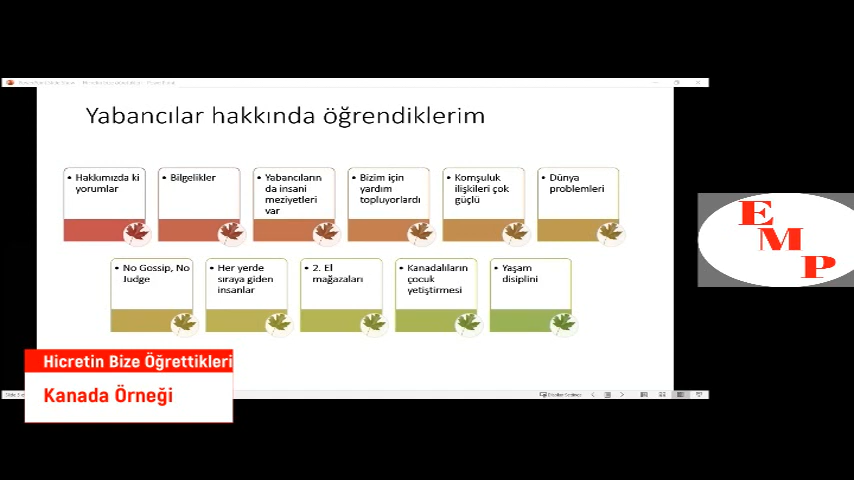 Yabancılar hakkında öğrendiklerim
• Hakkımızda ki
yorumlar
• Bilgelikler
• Yabancıların
da insani
meziyetleri
var
• Bizim için
yardım
topluyorlardı
• Komşuluk
ilişkileri çok
güçlü
• Dünya
problemleri
• No Gossip, No
Judge
• Her yerde
sıraya giden
insanlar
• 2. El
mağazaları
• Kanadalıların
çocuk
yetiştirmesi
• Yaşam
disiplini
EMP
Hicretin Bize Öğrettikleri
Kanada Örneği
Display Settings